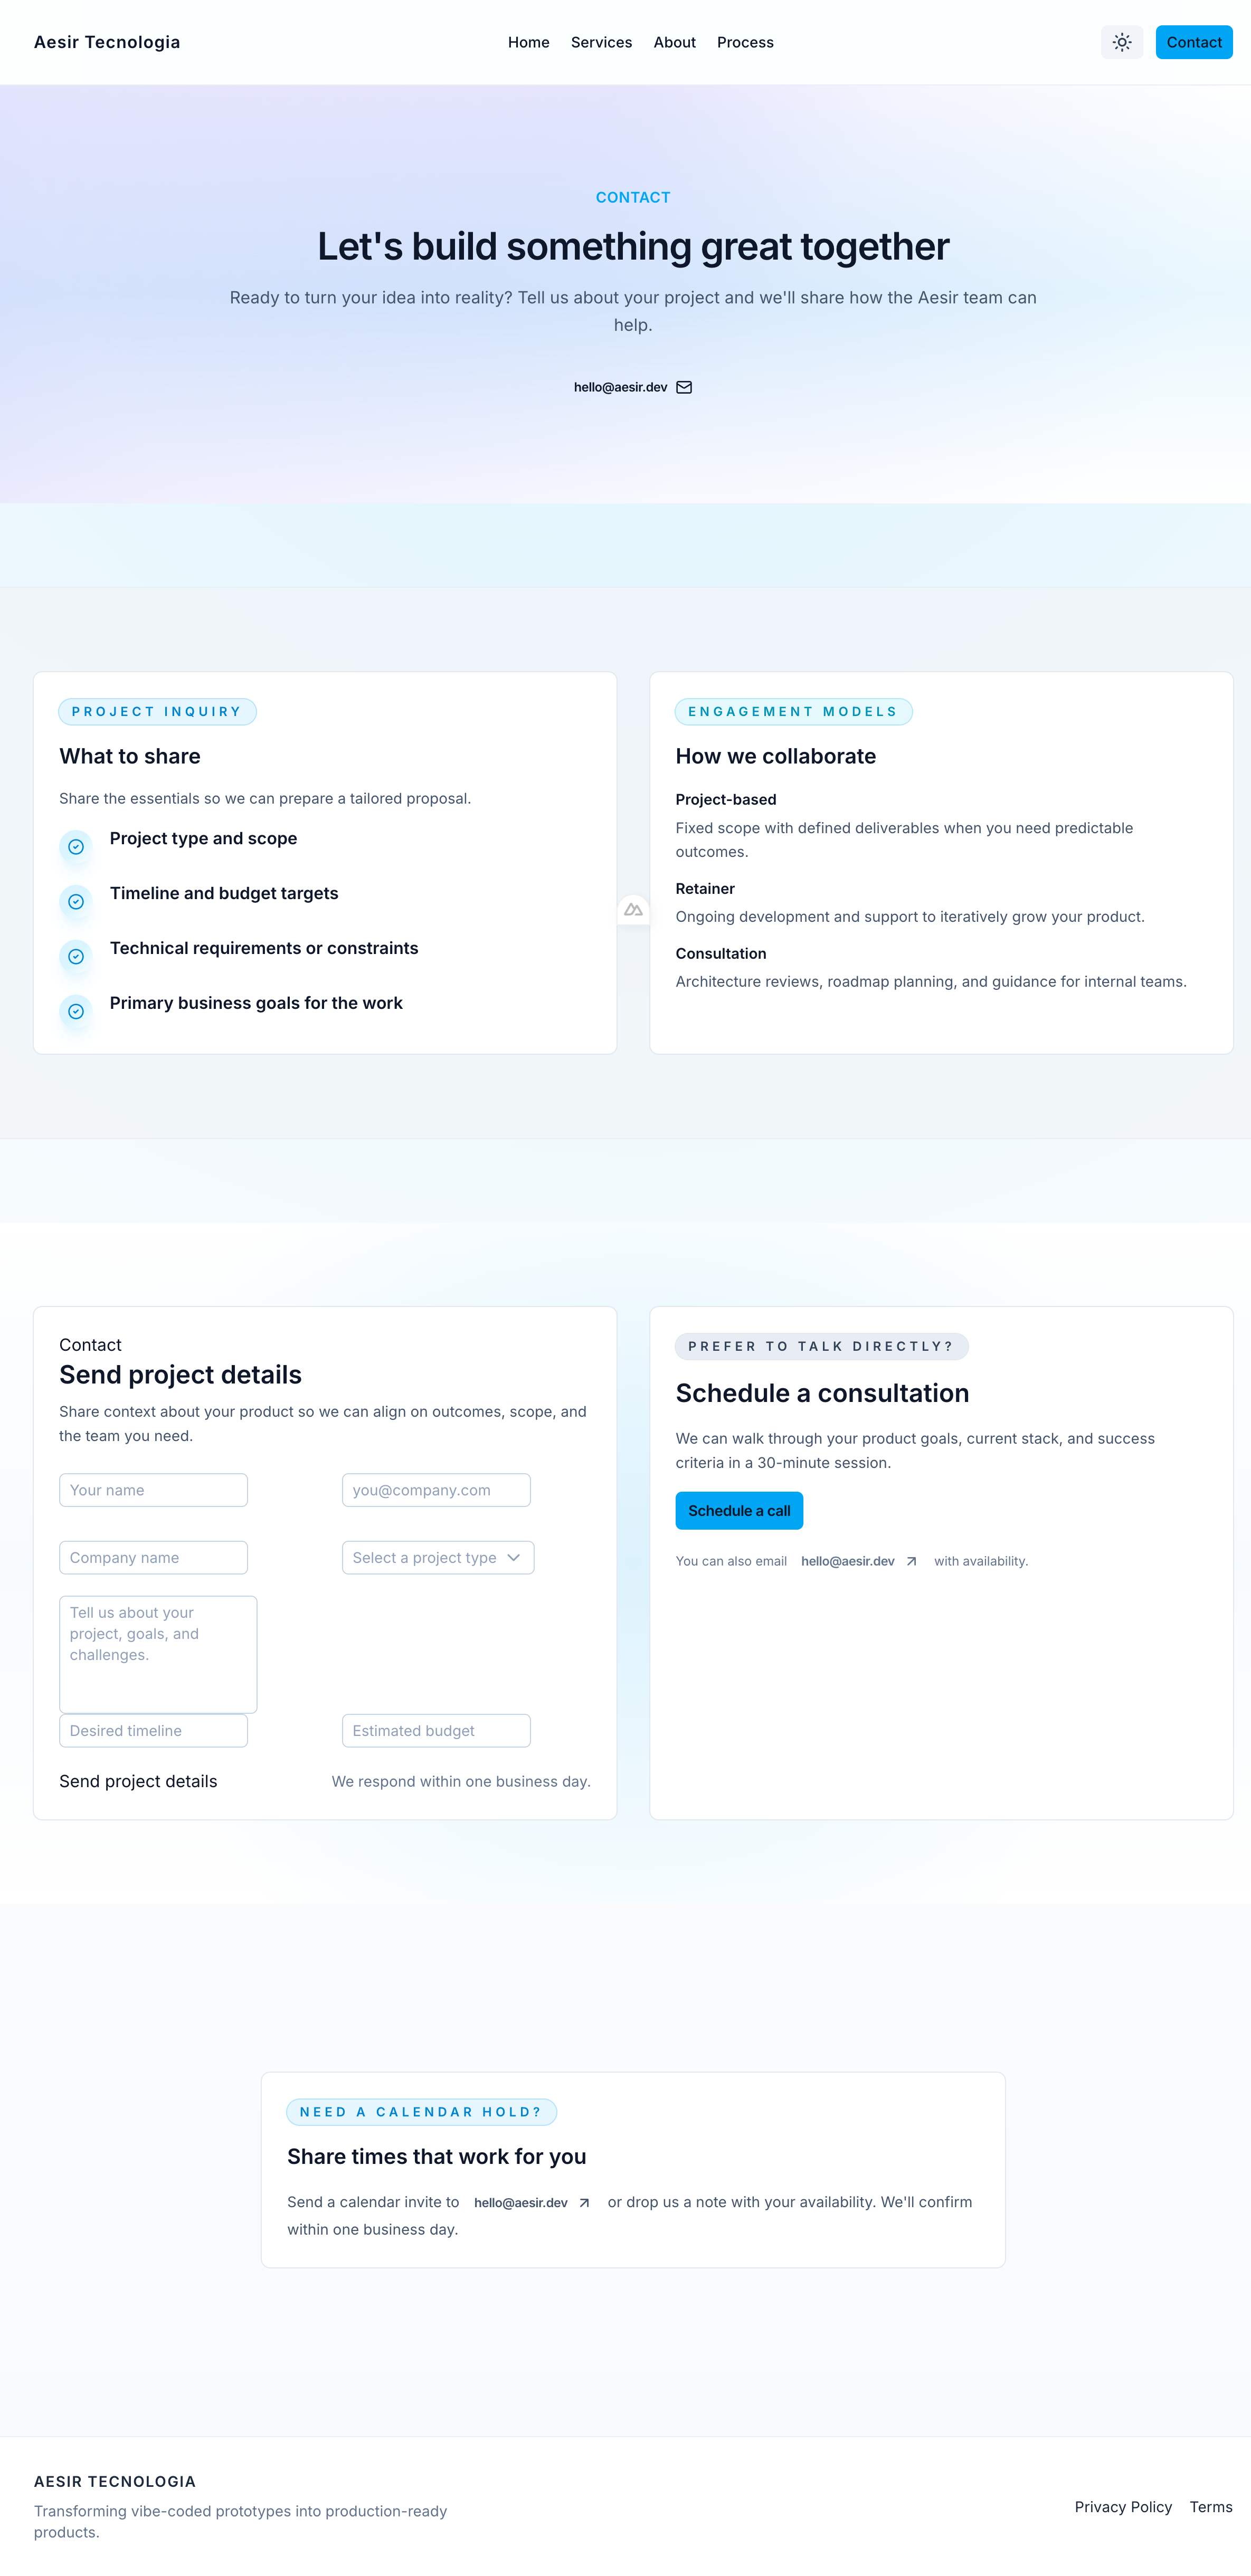 Aesir Tecnologia
Home Services About Process
Contact
CONTACT
Let's build something great together
Ready to turn your idea into reality? Tell us about your project and we'll share how the Aesir team can
help.
hello@aesir.dev
PROJECT INQUIRY
What to share
Share the essentials so we can prepare a tailored proposal.
Project type and scope
Timeline and budget targets
Technical requirements or constraints
Primary business goals for the work
ENGAGEMENT MODELS
How we collaborate
Project-based
Fixed scope with defined deliverables when you need predictable
outcomes.
Retainer
Ongoing development and support to iteratively grow your product.
Consultation
Architecture reviews, roadmap planning, and guidance for internal teams.
Contact
Send project details
Share context about your product so we can align on outcomes, scope, and
the team you need.
Your name
you@company.com
Company name
Select a project type
Tell us about your
project, goals, and
challenges.
Desired timeline
Estimated budget
Send project details
We respond within one business day.
PREFER TO TALK DIRECTLY?
Schedule a consultation
We can walk through your product goals, current stack, and success
criteria in a 30-minute session.
Schedule a call
You can also email hello@aesir.dev with availability.
NEED A CALENDAR HOLD?
Share times that work for you
Send a calendar invite to hello@aesir.dev or drop us a note with your availability. We'll confirm
within one business day.
AESIR TECNOLOGIA
Transforming vibe-coded prototypes into production-ready
products.
Privacy Policy Terms